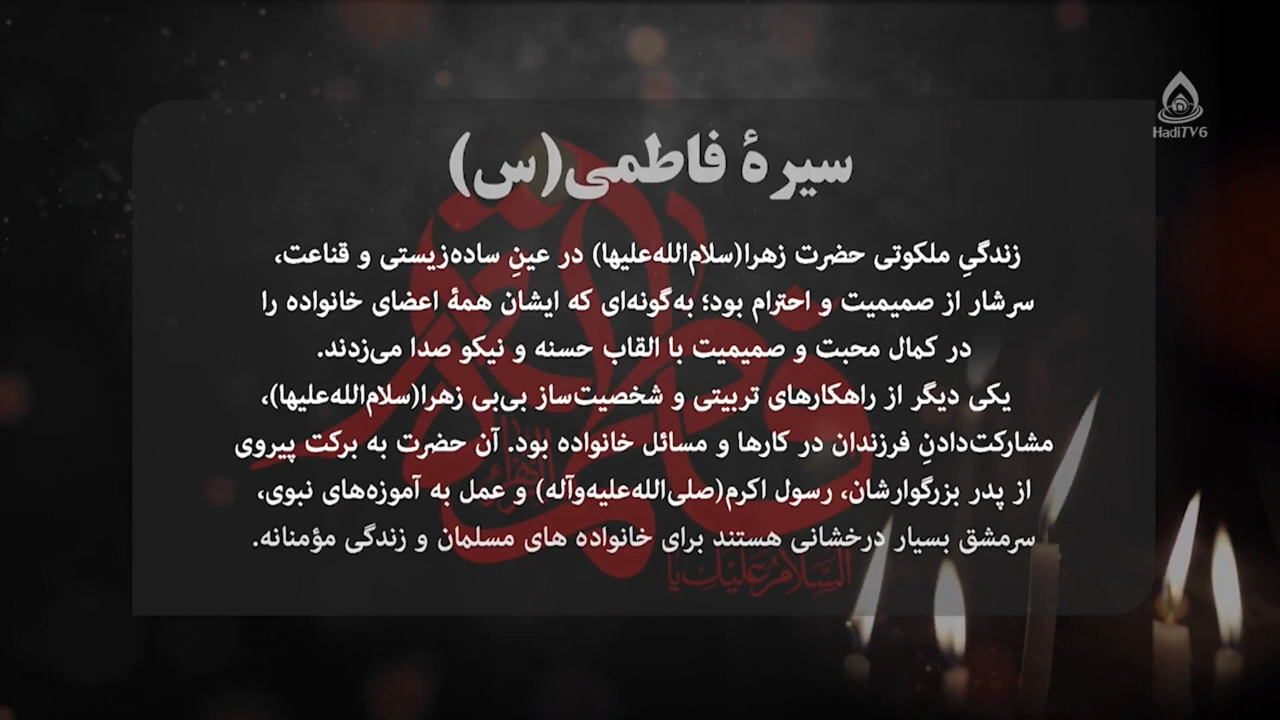 HadiTV6
سیرهٔ فاطمی(س)
زندگیِ ملکوتی حضرت زهرا(سلام‌الله‌علیها) در عینِ ساده‌زیستی و قناعت،
سرشار از صمیمیت و احترام بود؛ به‌گونه‌ای که ایشان همهٔ اعضای خانواده را
در کمال محبت و صمیمیت با القاب حسنه و نیکو صدا می‌زدند.
یکی دیگر از راهکارهای تربیتی و شخصیت‌ساز بی‌بی زهرا(سلام‌الله‌علیها)،
مشارکت‌دادنِ فرزندان در کارها و مسائل خانواده بود. آن حضرت به برکت پیروی
از پدر بزرگوارشان، رسول اکرم(صلی‌الله‌علیه‌وآله) و عمل به آموزه‌های نبوی،
سرمشق بسیار درخشانی هستند برای خانواده های مسلمان و زندگی مؤمنانه.
فاطمة
الزهراء
السَّلامُ عَلَيْكِ يَا